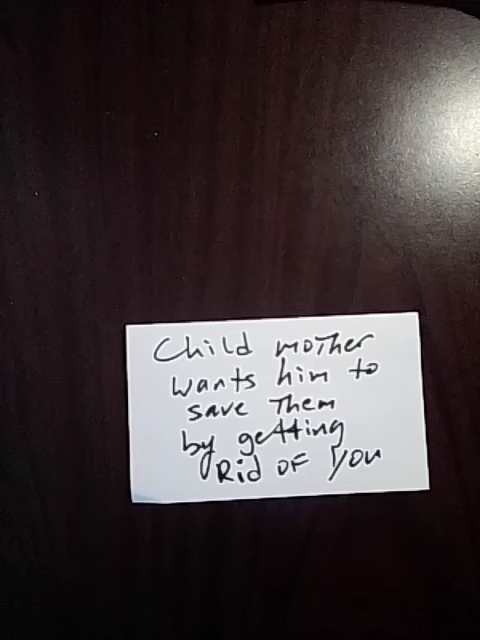 Child mother
wants him to
save Them
by getting
Rid of you